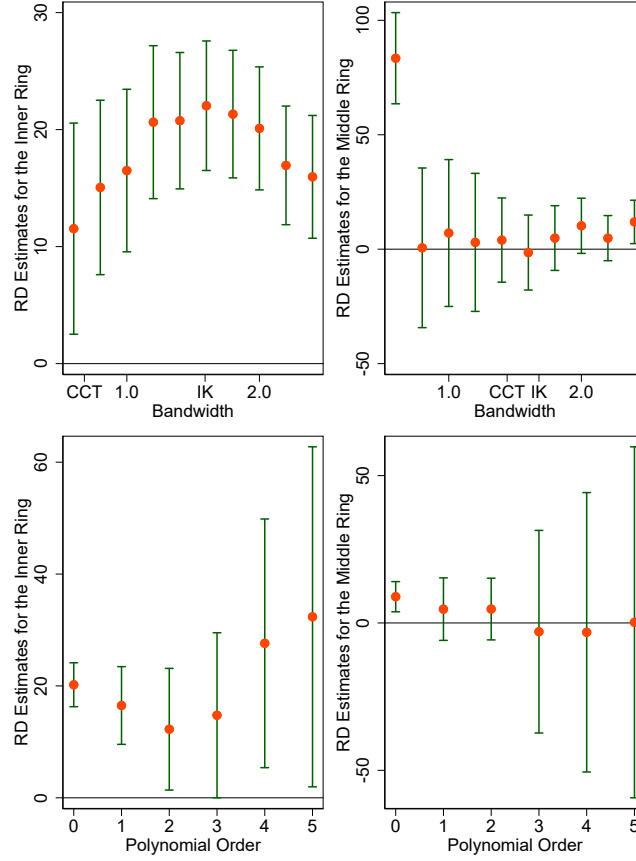 RD Estimates for the Inner Ring
30
20
10
0
CCT 1.0 IK 2.0
Bandwidth
RD Estimates for the Middle Ring
100
50
0
-50
1.0 CCT IK 2.0
Bandwidth
RD Estimates for the Inner Ring
60
40
20
0
0 1 2 3 4 5
Polynomial Order
RD Estimates for the Middle Ring
50
0
-50
0 1 2 3 4 5
Polynomial Order